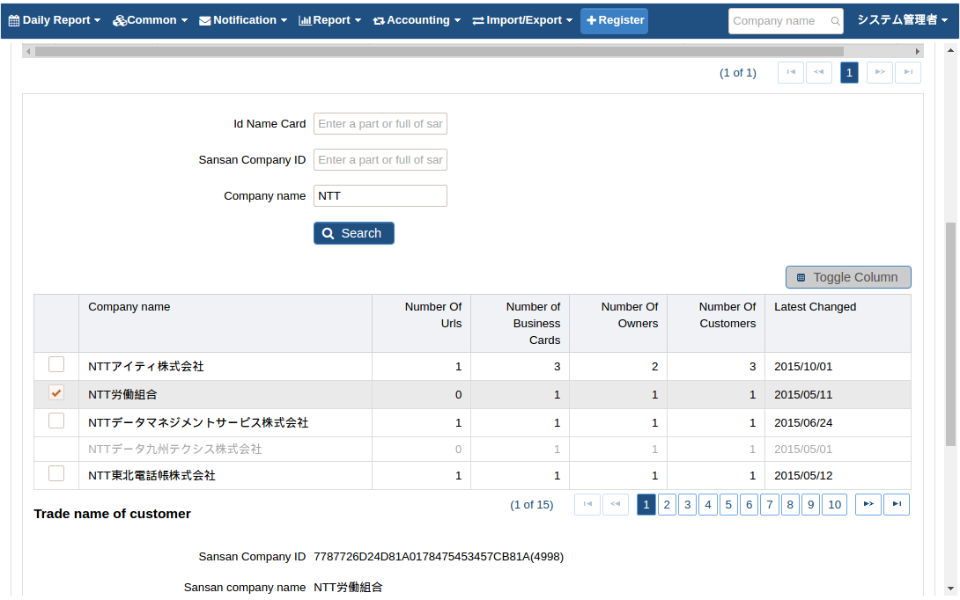 Daily Report Common Notification Report Accounting Import/Export Register Company name システム管理者
(1 of 1) 1
Id Name Card Enter a part or full of sar
Sansan Company ID Enter a part or full of sar
Company name NTT
Search
Toggle Column
Company name Number Of Urls Number of Business Cards Number Of Owners Number Of Customers Latest Changed
NTTアイティ株式会社 1 3 2 3 2015/10/01
NTT労働組合 0 1 1 1 2015/05/11
NTTデータマネジメントサービス株式会社 1 1 1 1 2015/06/24
NTTデータ九州テクシス株式会社 0 1 1 1 2015/05/01
NTT東北電話帳株式会社 1 1 1 1 2015/05/12
(1 of 15) 1 2 3 4 5 6 7 8 9 10
Trade name of customer
Sansan Company ID 7787726D24D81A0178475453457CB81A(4998)
Sansan company name NTT労働組合